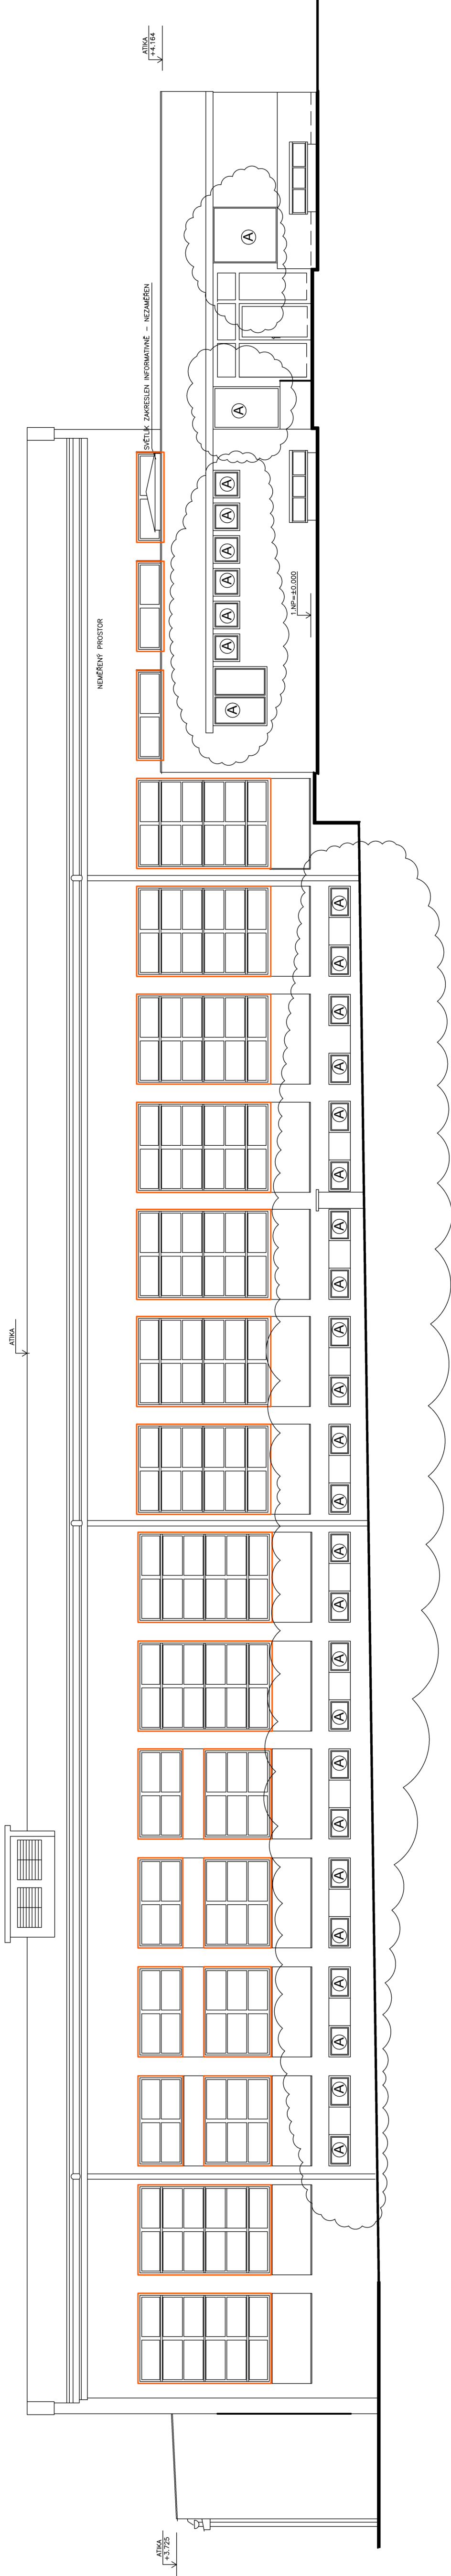 ATIKA
NEMĚŘENÝ PROSTOR
SVĚTLÍK ZAKRESLEN INFORMATIVNĚ – NEZAMĚŘEN
ATIKA
+4.164
ATIKA
+3.725
A A A A A A A A A
1.NP=±0.000
A A A A A A A A A A A A A A A A A A A A A A A A